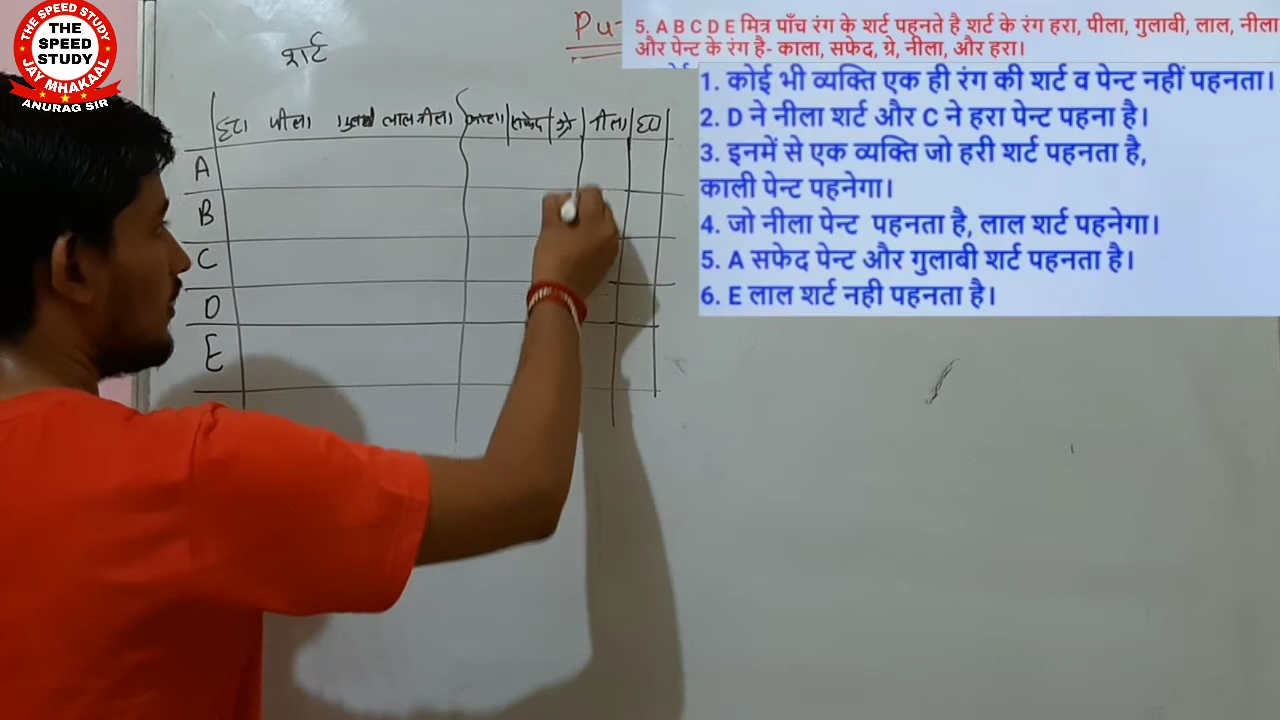 THE SPEED STUDY
THE
SPEED
STUDY
JAY MHAKAAL
ANURAG SIR
शर्ट
Pu-
5. A B C D E मित्र पाँच रंग के शर्ट पहनते है शर्ट के रंग हरा, पीला, गुलाबी, लाल, नीला
और पेन्ट के रंग है- काला, सफेद, ग्रे, नीला, और हरा।
1. कोई भी व्यक्ति एक ही रंग की शर्ट व पेन्ट नहीं पहनता।
2. D ने नीला शर्ट और C ने हरा पेन्ट पहना है।
3. इनमें से एक व्यक्ति जो हरी शर्ट पहनता है,
काली पेन्ट पहनेगा।
4. जो नीला पेन्ट पहनता है, लाल शर्ट पहनेगा।
5. A सफेद पेन्ट और गुलाबी शर्ट पहनता है।
6. E लाल शर्ट नही पहनता है।
हरा पीला लाल नीला काला सफेद ग्रे नीला हरा
A
B
C
D
E